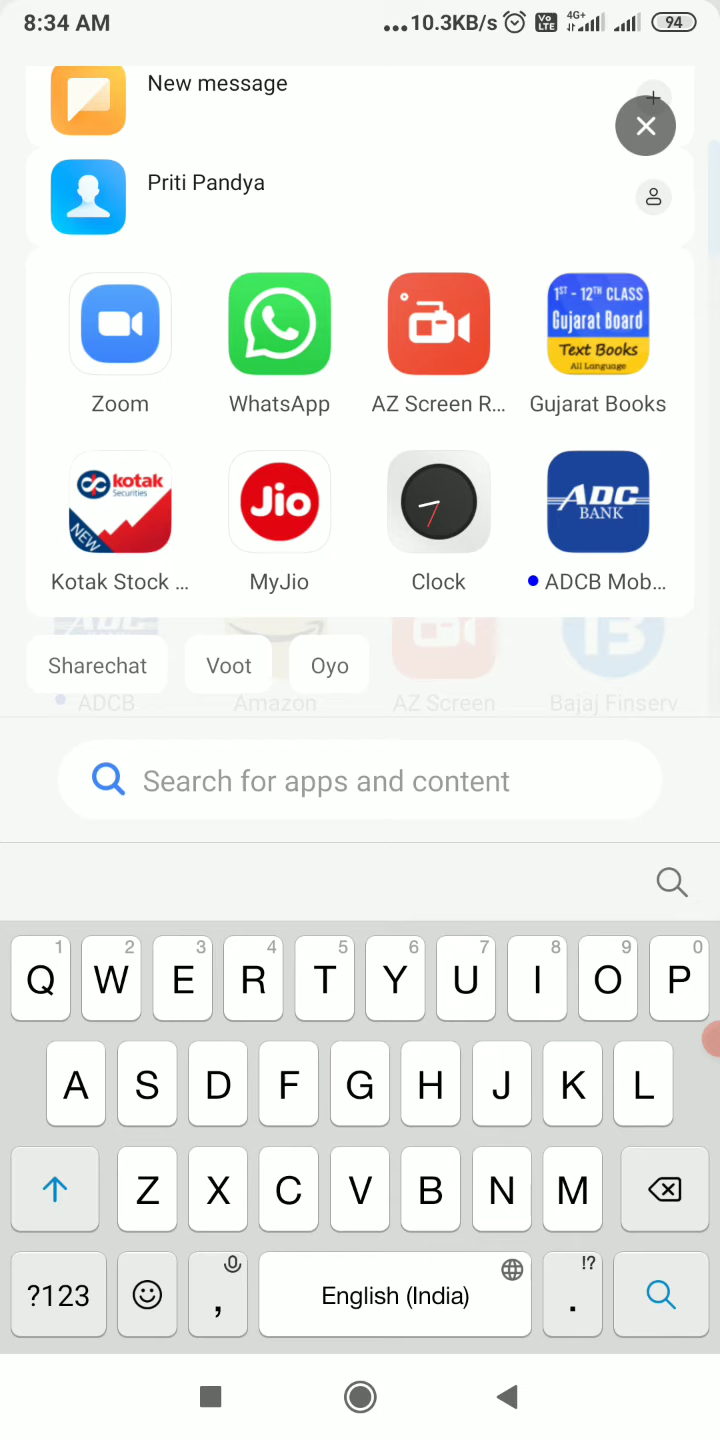 8:34 AM ...10.3KB/s Vo LTE 4G+ 94
New message
Priti Pandya
1ST - 12TH CLASS
Gujarat Board
Text Books
All Language
Zoom WhatsApp AZ Screen R... Gujarat Books
kotak
Securities
NEW
Jio
ADC
BANK
Kotak Stock ... MyJio Clock ADCB Mob...
Sharechat Voot Oyo
ADCB Amazon AZ Screen Bajaj Finserv
Search for apps and content
Q 1 W 2 E 3 R 4 T 5 Y 6 U 7 I 8 O 9 P 0
A S D F G H J K L
Z X C V B N M
?123 , English (India) . !?